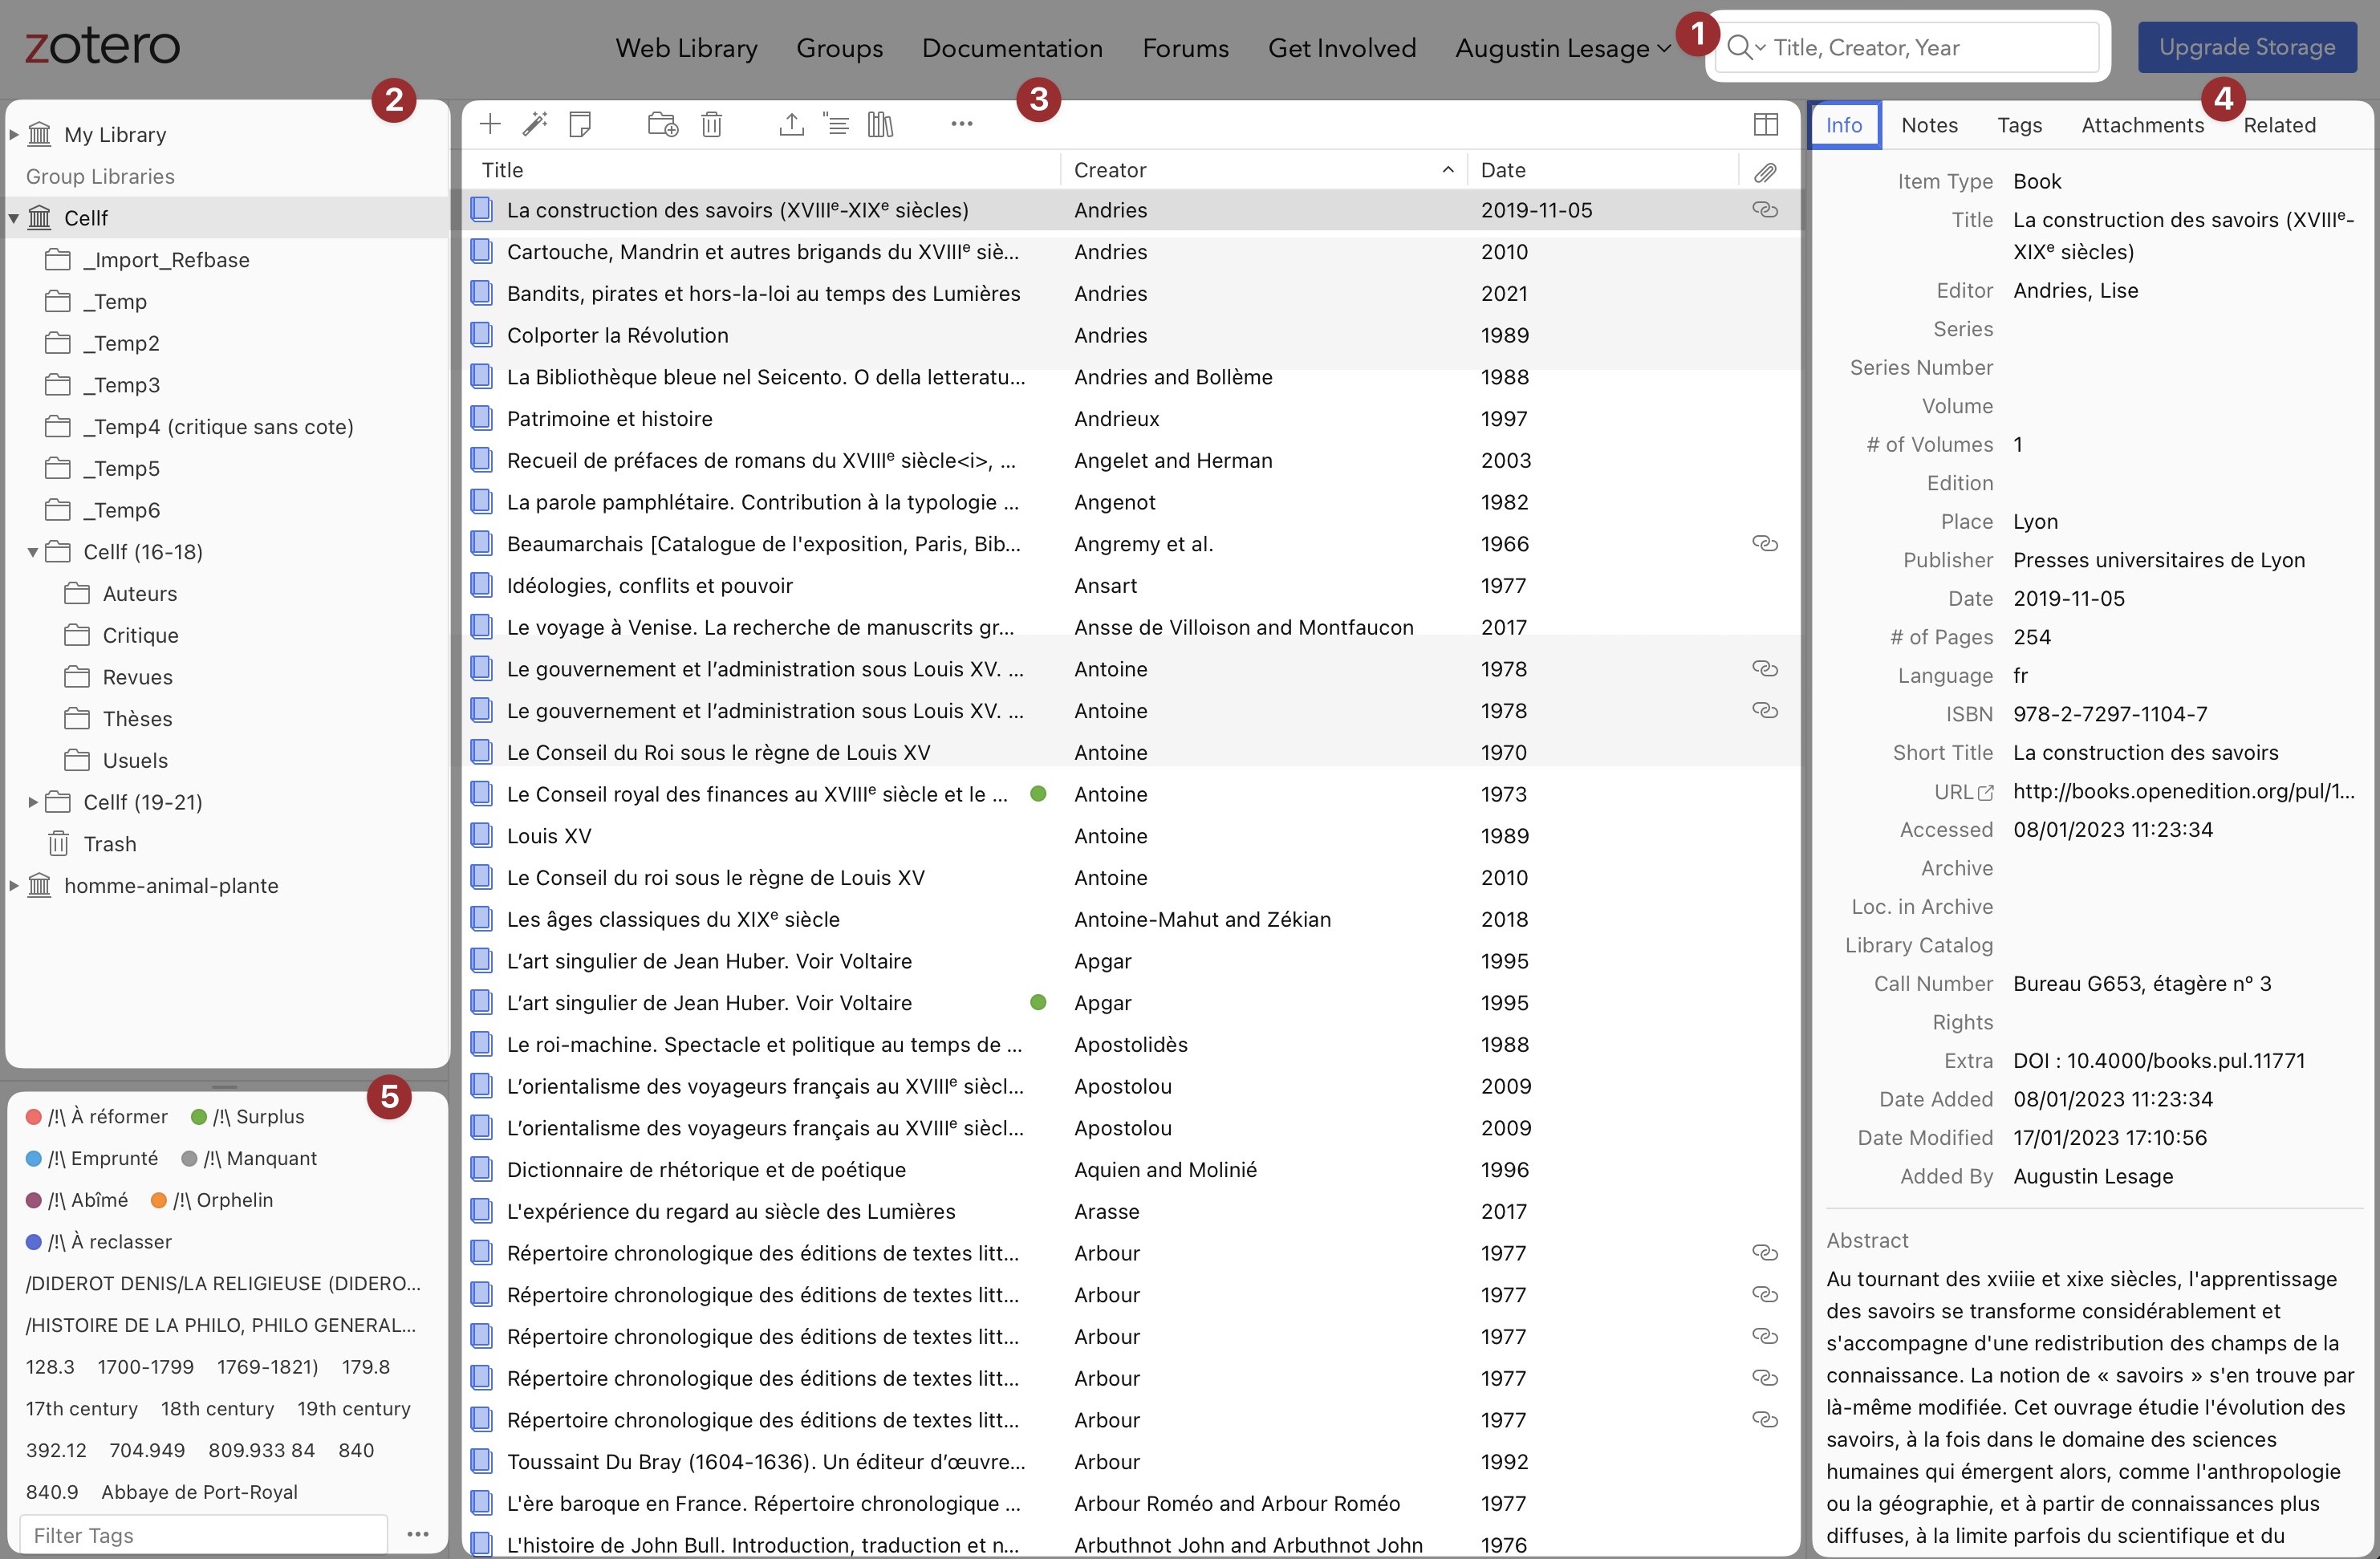 zotero
Web Library Groups Documentation Forums Get Involved Augustin Lesage
1
Title, Creator, Year
Upgrade Storage
2
My Library
Group Libraries
Cellf
_Import_Refbase
_Temp
_Temp2
_Temp3
_Temp4 (critique sans cote)
_Temp5
_Temp6
Cellf (16-18)
Auteurs
Critique
Revues
Thèses
Usuels
Cellf (19-21)
Trash
homme-animal-plante
5
/!\ À réformer /!\ Surplus
/!\ Emprunté /!\ Manquant
/!\ Abîmé /!\ Orphelin
/!\ À reclasser
/DIDEROT DENIS/LA RELIGIEUSE (DIDERO...
/HISTOIRE DE LA PHILO, PHILO GENERAL...
128.3 1700-1799 1769-1821) 179.8
17th century 18th century 19th century
392.12 704.949 809.933 84 840
840.9 Abbaye de Port-Royal
Filter Tags
3
Title Creator Date
La construction des savoirs (XVIIIᵉ-XIXᵉ siècles) Andries 2019-11-05
Cartouche, Mandrin et autres brigands du XVIIIᵉ siè... Andries 2010
Bandits, pirates et hors-la-loi au temps des Lumières Andries 2021
Colporter la Révolution Andries 1989
La Bibliothèque bleue nel Seicento. O della letteratu... Andries and Bollème 1988
Patrimoine et histoire Andrieux 1997
Recueil de préfaces de romans du XVIIIᵉ siècle<i>, ... Angelet and Herman 2003
La parole pamphlétaire. Contribution à la typologie ... Angenot 1982
Beaumarchais [Catalogue de l'exposition, Paris, Bib... Angremy et al. 1966
Idéologies, conflits et pouvoir Ansart 1977
Le voyage à Venise. La recherche de manuscrits gr... Ansse de Villoison and Montfaucon 2017
Le gouvernement et l’administration sous Louis XV. ... Antoine 1978
Le gouvernement et l’administration sous Louis XV. ... Antoine 1978
Le Conseil du Roi sous le règne de Louis XV Antoine 1970
Le Conseil royal des finances au XVIIIᵉ siècle et le ... Antoine 1973
Louis XV Antoine 1989
Le Conseil du roi sous le règne de Louis XV Antoine 2010
Les âges classiques du XIXᵉ siècle Antoine-Mahut and Zékian 2018
L’art singulier de Jean Huber. Voir Voltaire Apgar 1995
L’art singulier de Jean Huber. Voir Voltaire Apgar 1995
Le roi-machine. Spectacle et politique au temps de ... Apostolidès 1988
L’orientalisme des voyageurs français au XVIIIᵉ siècl... Apostolou 2009
L’orientalisme des voyageurs français au XVIIIᵉ siècl... Apostolou 2009
Dictionnaire de rhétorique et de poétique Aquien and Molinié 1996
L'expérience du regard au siècle des Lumières Arasse 2017
Répertoire chronologique des éditions de textes litt... Arbour 1977
Répertoire chronologique des éditions de textes litt... Arbour 1977
Répertoire chronologique des éditions de textes litt... Arbour 1977
Répertoire chronologique des éditions de textes litt... Arbour 1977
Répertoire chronologique des éditions de textes litt... Arbour 1977
Toussaint Du Bray (1604-1636). Un éditeur d’œuvre... Arbour 1992
L'ère baroque en France. Répertoire chronologique ... Arbour Roméo and Arbour Roméo 1977
L'histoire de John Bull. Introduction, traduction et n... Arbuthnot John and Arbuthnot John 1976
4
Info Notes Tags Attachments Related
Item Type Book
Title La construction des savoirs (XVIIIᵉ-
XIXᵉ siècles)
Editor Andries, Lise
Series
Series Number
Volume
# of Volumes 1
Edition
Place Lyon
Publisher Presses universitaires de Lyon
Date 2019-11-05
# of Pages 254
Language fr
ISBN 978-2-7297-1104-7
Short Title La construction des savoirs
URL http://books.openedition.org/pul/1...
Accessed 08/01/2023 11:23:34
Archive
Loc. in Archive
Library Catalog
Call Number Bureau G653, étagère nᵒ 3
Rights
Extra DOI : 10.4000/books.pul.11771
Date Added 08/01/2023 11:23:34
Date Modified 17/01/2023 17:10:56
Added By Augustin Lesage
Abstract
Au tournant des xviiie et xixe siècles, l'apprentissage
des savoirs se transforme considérablement et
s'accompagne d'une redistribution des champs de la
connaissance. La notion de « savoirs » s'en trouve par
là-même modifiée. Cet ouvrage étudie l'évolution des
savoirs, à la fois dans le domaine des sciences
humaines qui émergent alors, comme l'anthropologie
ou la géographie, et à partir de connaissances plus
diffuses, à la limite parfois du scientifique et du